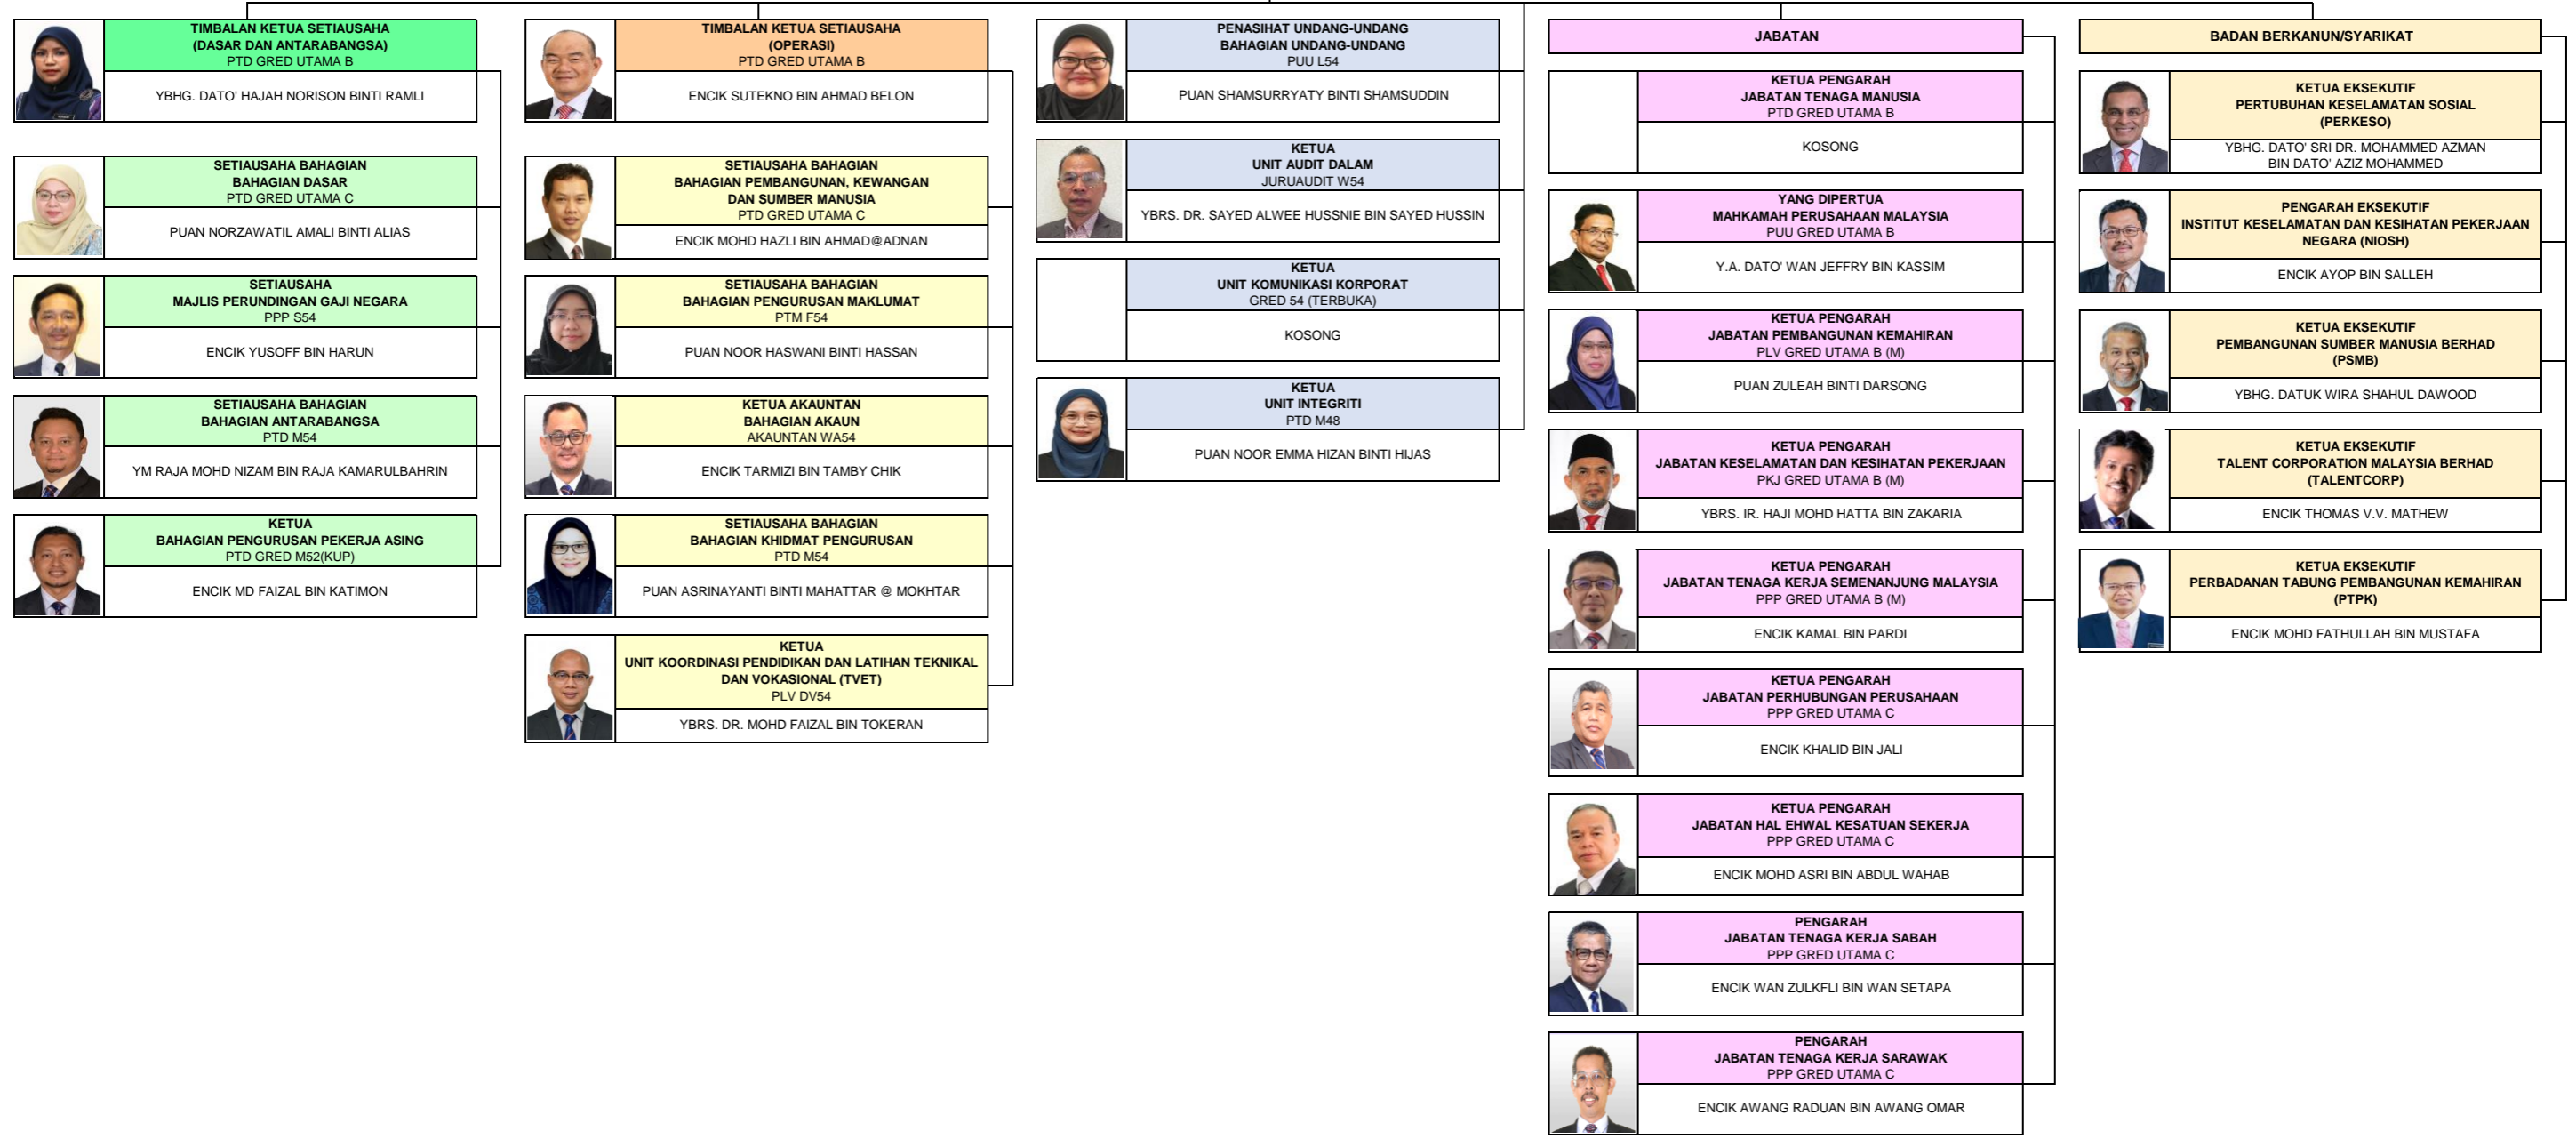 TIMBALAN KETUA SETIAUSAHA
(DASAR DAN ANTARABANGSA)
PTD GRED UTAMA B
YBHG. DATO' HAJAH NORISON BINTI RAMLI
SETIAUSAHA BAHAGIAN
BAHAGIAN DASAR
PTD GRED UTAMA C
PUAN NORZAWATIL AMALI BINTI ALIAS
SETIAUSAHA
MAJLIS PERUNDINGAN GAJI NEGARA
PPP S54
ENCIK YUSOFF BIN HARUN
SETIAUSAHA BAHAGIAN
BAHAGIAN ANTARABANGSA
PTD M54
YM RAJA MOHD NIZAM BIN RAJA KAMARULBAHRIN
KETUA
BAHAGIAN PENGURUSAN PEKERJA ASING
PTD GRED M52(KUP)
ENCIK MD FAIZAL BIN KATIMON
TIMBALAN KETUA SETIAUSAHA
(OPERASI)
PTD GRED UTAMA B
ENCIK SUTEKNO BIN AHMAD BELON
SETIAUSAHA BAHAGIAN
BAHAGIAN PEMBANGUNAN, KEWANGAN
DAN SUMBER MANUSIA
PTD GRED UTAMA C
ENCIK MOHD HAZLI BIN AHMAD@ADNAN
SETIAUSAHA BAHAGIAN
BAHAGIAN PENGURUSAN MAKLUMAT
PTM F54
PUAN NOOR HASWANI BINTI HASSAN
KETUA AKAUNTAN
BAHAGIAN AKAUN
AKAUNTAN WA54
ENCIK TARMIZI BIN TAMBY CHIK
SETIAUSAHA BAHAGIAN
BAHAGIAN KHIDMAT PENGURUSAN
PTD M54
PUAN ASRINAYANTI BINTI MAHATTAR @ MOKHTAR
KETUA
UNIT KOORDINASI PENDIDIKAN DAN LATIHAN TEKNIKAL
DAN VOKASIONAL (TVET)
PLV DV54
YBRS. DR. MOHD FAIZAL BIN TOKERAN
PENASIHAT UNDANG-UNDANG
BAHAGIAN UNDANG-UNDANG
PUU L54
PUAN SHAMSURRYATY BINTI SHAMSUDDIN
KETUA
UNIT AUDIT DALAM
JURUAUDIT W54
YBRS. DR. SAYED ALWEE HUSSNIE BIN SAYED HUSSIN
KETUA
UNIT KOMUNIKASI KORPORAT
GRED 54 (TERBUKA)
KOSONG
KETUA
UNIT INTEGRITI
PTD M48
PUAN NOOR EMMA HIZAN BINTI HIJAS
JABATAN
KETUA PENGARAH
JABATAN TENAGA MANUSIA
PTD GRED UTAMA B
KOSONG
YANG DIPERTUA
MAHKAMAH PERUSAHAAN MALAYSIA
PUU GRED UTAMA B
Y.A. DATO' WAN JEFFRY BIN KASSIM
KETUA PENGARAH
JABATAN PEMBANGUNAN KEMAHIRAN
PLV GRED UTAMA B (M)
PUAN ZULEAH BINTI DARSONG
KETUA PENGARAH
JABATAN KESELAMATAN DAN KESIHATAN PEKERJAAN
PKJ GRED UTAMA B (M)
YBRS. IR. HAJI MOHD HATTA BIN ZAKARIA
KETUA PENGARAH
JABATAN TENAGA KERJA SEMENANJUNG MALAYSIA
PPP GRED UTAMA B (M)
ENCIK KAMAL BIN PARDI
KETUA PENGARAH
JABATAN PERHUBUNGAN PERUSAHAAN
PPP GRED UTAMA C
ENCIK KHALID BIN JALI
KETUA PENGARAH
JABATAN HAL EHWAL KESATUAN SEKERJA
PPP GRED UTAMA C
ENCIK MOHD ASRI BIN ABDUL WAHAB
PENGARAH
JABATAN TENAGA KERJA SABAH
PPP GRED UTAMA C
ENCIK WAN ZULKFLI BIN WAN SETAPA
PENGARAH
JABATAN TENAGA KERJA SARAWAK
PPP GRED UTAMA C
ENCIK AWANG RADUAN BIN AWANG OMAR
BADAN BERKANUN/SYARIKAT
KETUA EKSEKUTIF
PERTUBUHAN KESELAMATAN SOSIAL
(PERKESO)
YBHG. DATO' SRI DR. MOHAMMED AZMAN
BIN DATO' AZIZ MOHAMMED
PENGARAH EKSEKUTIF
INSTITUT KESELAMATAN DAN KESIHATAN PEKERJAAN
NEGARA (NIOSH)
ENCIK AYOP BIN SALLEH
KETUA EKSEKUTIF
PEMBANGUNAN SUMBER MANUSIA BERHAD
(PSMB)
YBHG. DATUK WIRA SHAHUL DAWOOD
KETUA EKSEKUTIF
TALENT CORPORATION MALAYSIA BERHAD
(TALENTCORP)
ENCIK THOMAS V.V. MATHEW
KETUA EKSEKUTIF
PERBADANAN TABUNG PEMBANGUNAN KEMAHIRAN
(PTPK)
ENCIK MOHD FATHULLAH BIN MUSTAFA